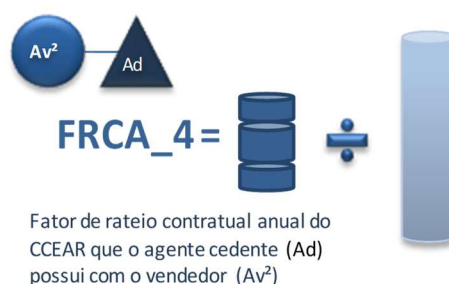 Av²
Ad
FRCA_4 = ÷
Fator de rateio contratual anual do
CCEAR que o agente cedente (Ad)
possui com o vendedor (Av²)